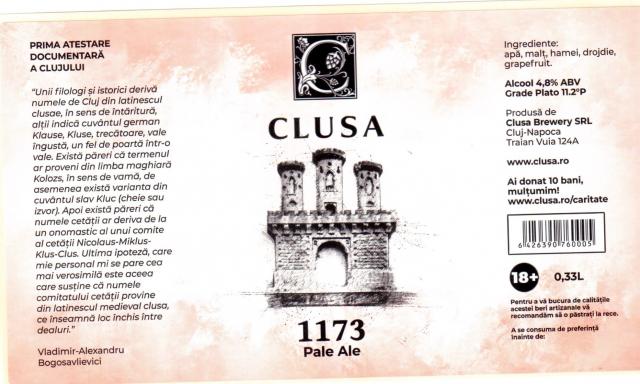 PRIMA ATESTARE
DOCUMENTARĂ
A CLUJULUI
"Unii filologi și istorici derivă
numele de Cluj din latinescul
clusae, în sens de întăritură,
alții indică cuvântul german
Klause, Kluse, trecătoare, vale
îngustă, un fel de poartă într-o
vale. Există păreri că termenul
ar proveni din limba maghiară
Kolozs, în sens de vamă, de
asemenea există varianta din
cuvântul slav Kluc (cheie sau
izvor). Apoi există păreri că
numele cetății ar deriva de la
un onomastic al unui comite
al cetății Nicolaus-Miklus-
Klus-Clus. Ultima ipoteză, care
mie personal mi se pare cea
mai verosimilă este aceea
care susține că numele
comitatului cetății provine
din latinescul medieval clusa,
ce înseamnă loc închis între
dealuri."
Vladimir-Alexandru
Bogosavlievici
C
CLUSA
1173
Pale Ale
Ingrediente:
apă, malț, hamei, drojdie,
grapefruit.
Alcool 4,8% ABV
Grade Plato 11.2°P
Produsă de
Clusa Brewery SRL
Cluj-Napoca
Traian Vuia 124A
www.clusa.ro
Ai donat 10 bani,
mulțumim!
www.clusa.ro/caritate
6 426390 760005
18+ 0,33L
Pentru a vă bucura de calitățile
acestei beri artizanale vă
recomandăm să o păstrați la rece.
A se consuma de preferință
înainte de: